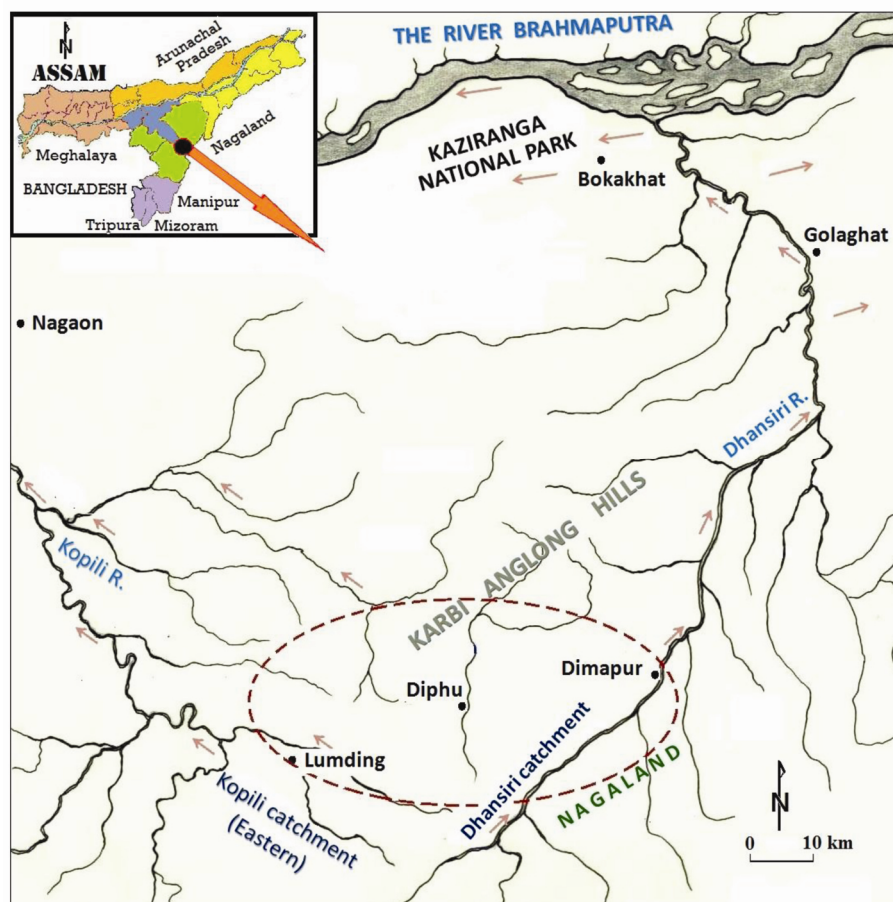 N
ASSAM
Arunachal
Pradesh
Nagaland
Meghalaya
BANGLADESH
Manipur
Tripura
Mizoram
THE RIVER BRAHMAPUTRA
KAZIRANGA
NATIONAL PARK
Bokakhat
Golaghat
Nagaon
Dhansiri R.
KARBI ANGLONG HILLS
Kopili R.
Dimapur
Diphu
Lumding
Dhansiri catchment
NAGALAND
Kopili catchment
(Eastern)
N
0 10 km